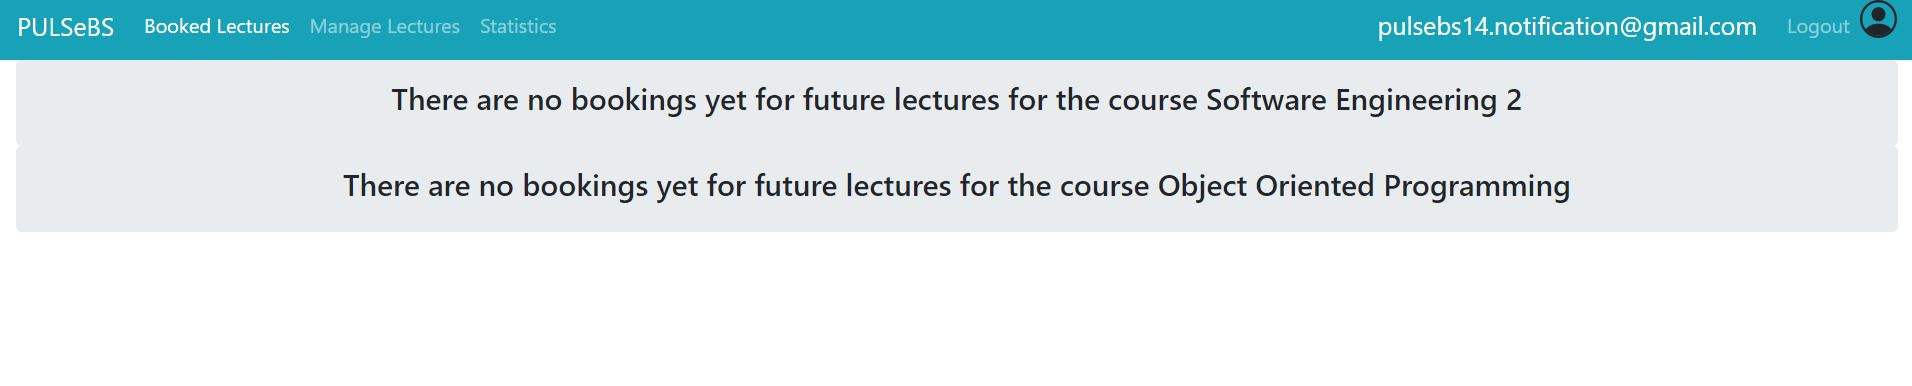 PULSeBS Booked Lectures Manage Lectures Statistics pulsebs14.notification@gmail.com Logout
There are no bookings yet for future lectures for the course Software Engineering 2
There are no bookings yet for future lectures for the course Object Oriented Programming